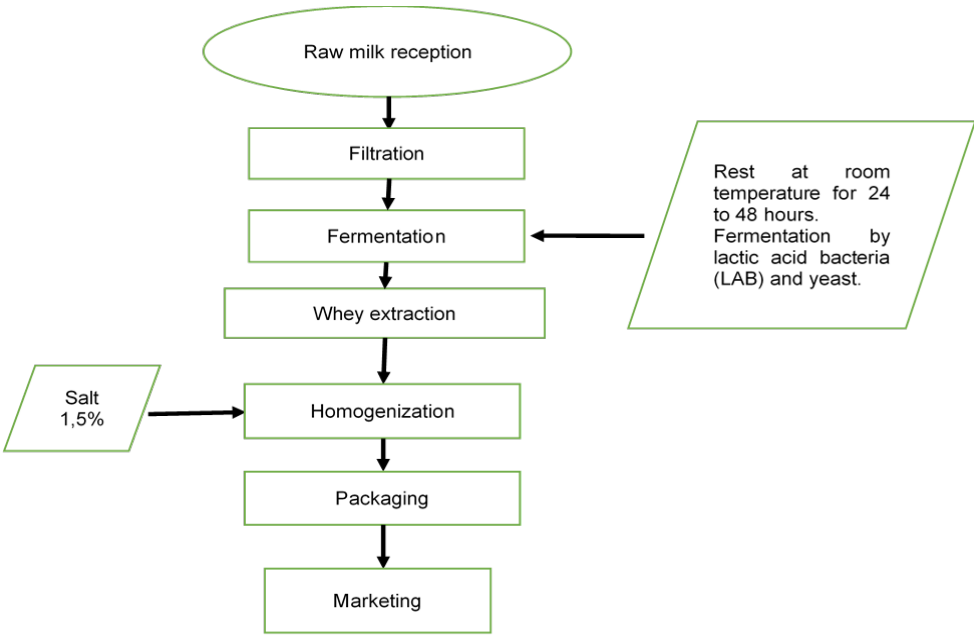 Raw milk reception
Filtration
Rest at room
temperature for 24
to 48 hours.
Fermentation by
lactic acid bacteria
(LAB) and yeast.
Fermentation
Whey extraction
Salt
1,5%
Homogenization
Packaging
Marketing